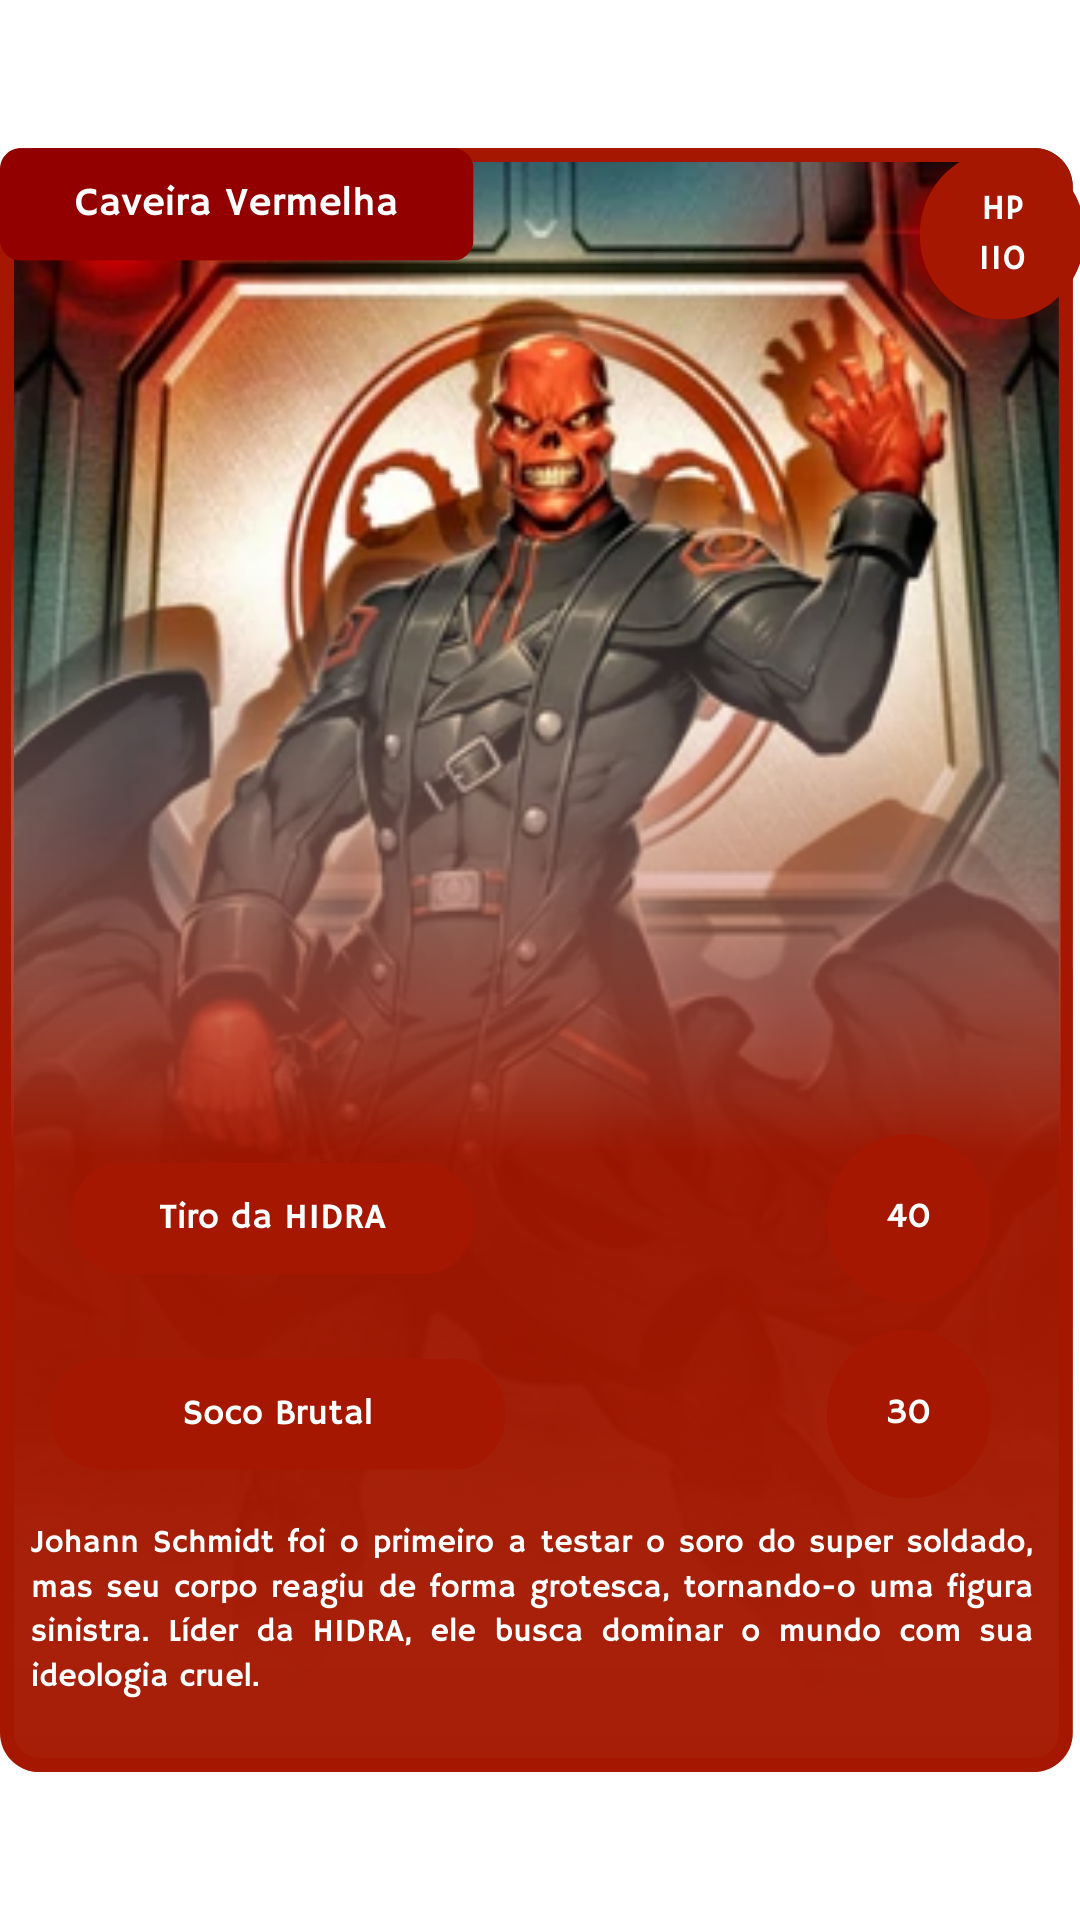 Caveira Vermelha
HP
110
Tiro da HIDRA
40
Soco Brutal
30
Johann Schmidt foi o primeiro a testar o soro do super soldado,
mas seu corpo reagiu de forma grotesca, tornando-o uma figura
sinistra. Líder da HIDRA, ele busca dominar o mundo com sua
ideologia cruel.